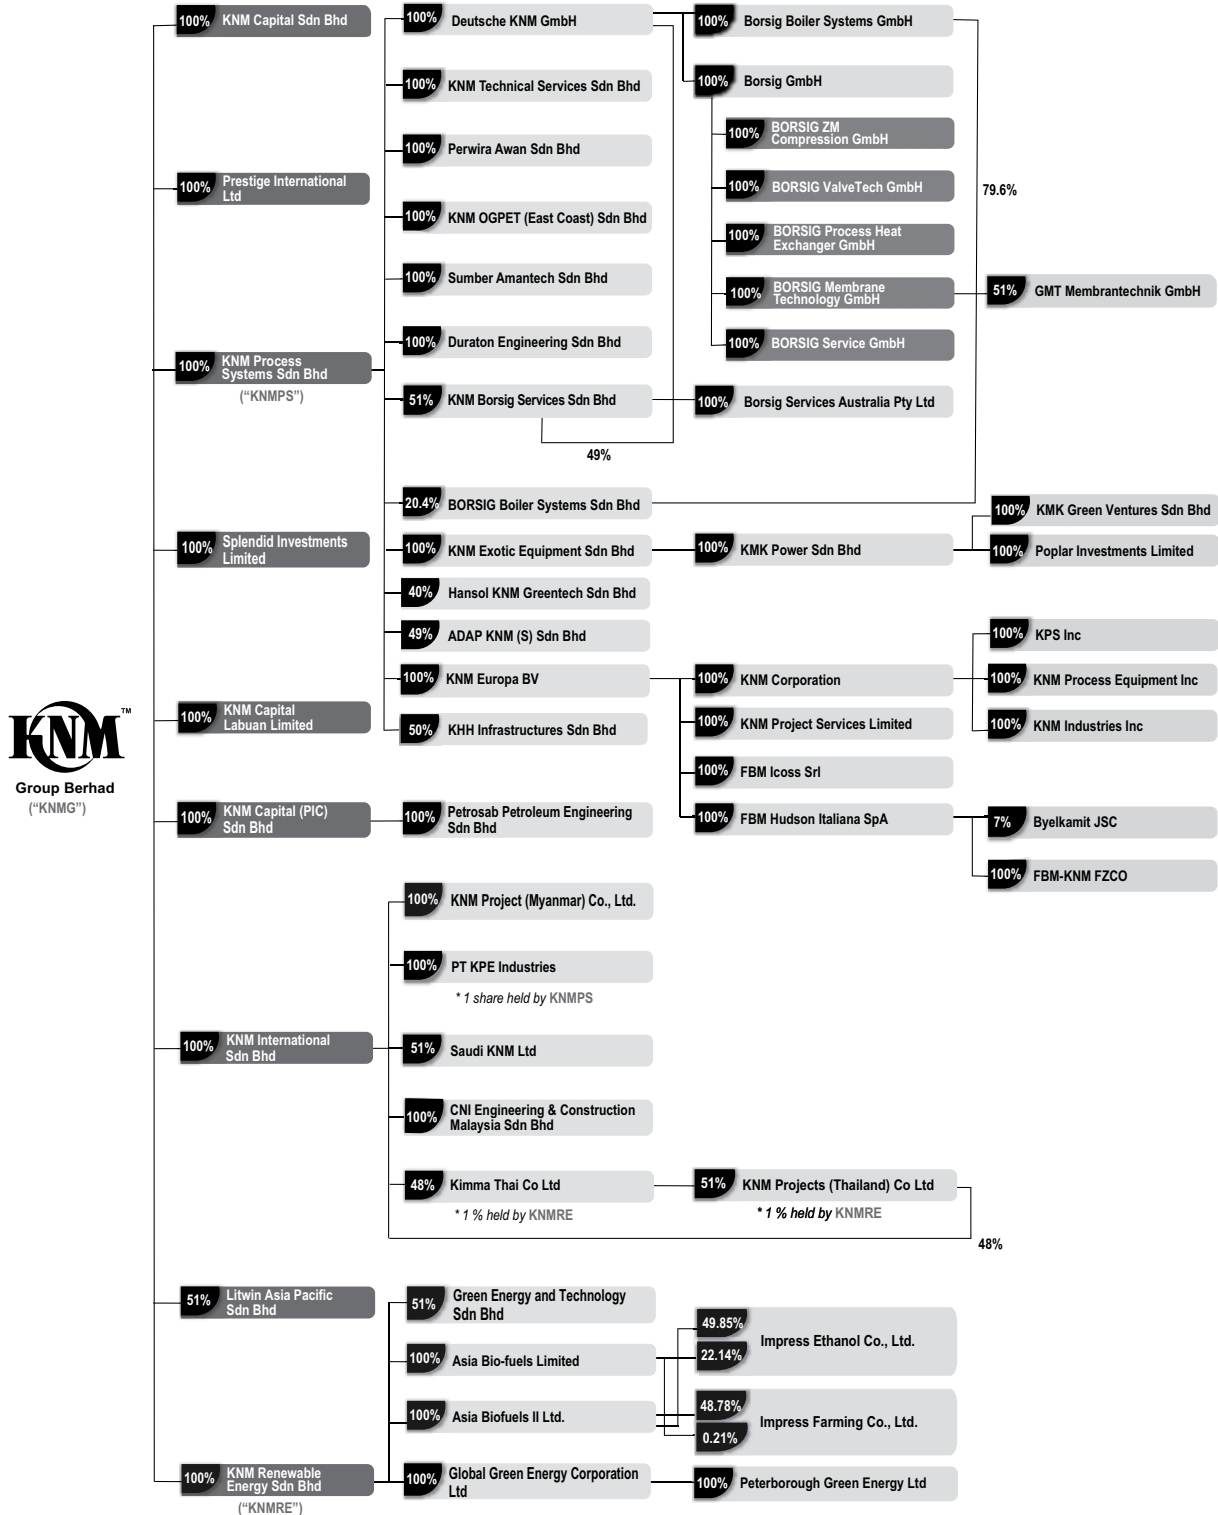 KNM™
Group Berhad
("KNMG")
100% KNM Capital Sdn Bhd
100% Prestige International
Ltd
100% KNM Process
Systems Sdn Bhd
("KNMPS")
100% Splendid Investments
Limited
100% KNM Capital
Labuan Limited
100% KNM Capital (PIC)
Sdn Bhd
100% KNM International
Sdn Bhd
51% Litwin Asia Pacific
Sdn Bhd
100% KNM Renewable
Energy Sdn Bhd
("KNMRE")
100% Deutsche KNM GmbH
100% KNM Technical Services Sdn Bhd
100% Perwira Awan Sdn Bhd
100% KNM OGPET (East Coast) Sdn Bhd
100% Sumber Amantech Sdn Bhd
100% Duraton Engineering Sdn Bhd
51% KNM Borsig Services Sdn Bhd
49%
20.4% BORSIG Boiler Systems Sdn Bhd
100% KNM Exotic Equipment Sdn Bhd
40% Hansol KNM Greentech Sdn Bhd
49% ADAP KNM (S) Sdn Bhd
100% KNM Europa BV
50% KHH Infrastructures Sdn Bhd
100% Petrosab Petroleum Engineering
Sdn Bhd
100% KNM Project (Myanmar) Co., Ltd.
100% PT KPE Industries
* 1 share held by KNMPS
51% Saudi KNM Ltd
100% CNI Engineering & Construction
Malaysia Sdn Bhd
48% Kimma Thai Co Ltd
* 1 % held by KNMRE
51% Green Energy and Technology
Sdn Bhd
100% Asia Bio-fuels Limited
100% Asia Biofuels II Ltd.
100% Global Green Energy Corporation
Ltd
100% Borsig Boiler Systems GmbH
100% Borsig GmbH
100% BORSIG ZM
Compression GmbH
100% BORSIG ValveTech GmbH
100% BORSIG Process Heat
Exchanger GmbH
100% BORSIG Membrane
Technology GmbH
100% BORSIG Service GmbH
100% Borsig Services Australia Pty Ltd
79.6%
100% KMK Power Sdn Bhd
100% KNM Corporation
100% KNM Project Services Limited
100% FBM Icoss Srl
100% FBM Hudson Italiana SpA
51% KNM Projects (Thailand) Co Ltd
* 1 % held by KNMRE
48%
49.85%
Impress Ethanol Co., Ltd.
22.14%
48.78%
Impress Farming Co., Ltd.
0.21%
100% Peterborough Green Energy Ltd
51% GMT Membrantechnik GmbH
100% KMK Green Ventures Sdn Bhd
100% Poplar Investments Limited
100% KPS Inc
100% KNM Process Equipment Inc
100% KNM Industries Inc
7% Byelkamit JSC
100% FBM-KNM FZCO